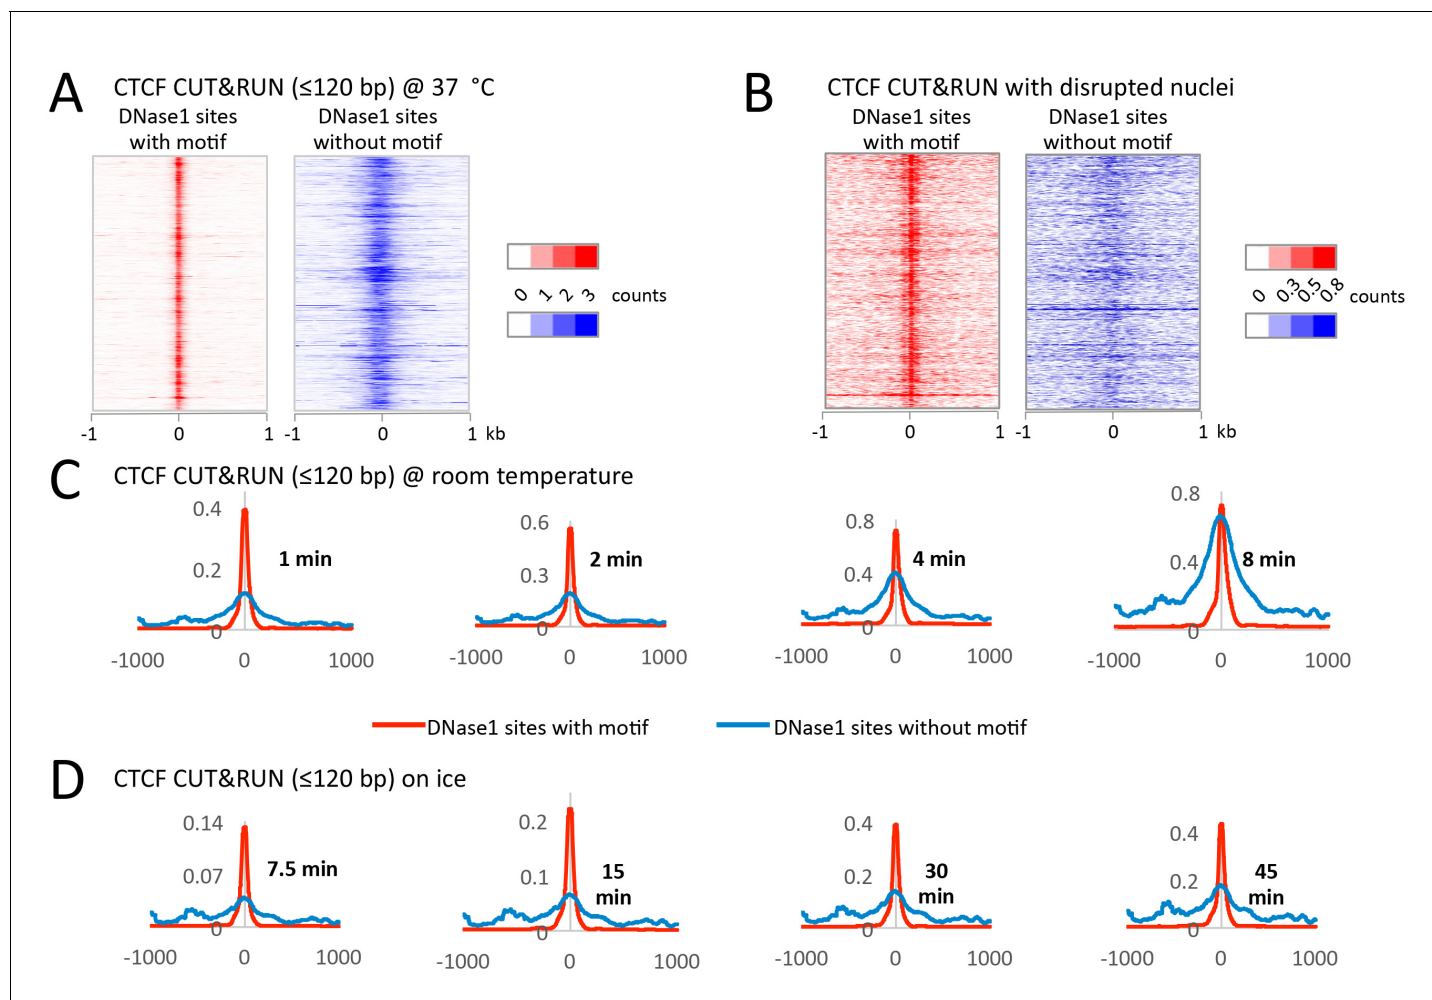 A
CTCF CUT&RUN (≤120 bp) @ 37 °C
DNase1 sites with motif
DNase1 sites without motif
0 1 2 3 counts
-1 0 1
-1 0 1 kb
B
CTCF CUT&RUN with disrupted nuclei
DNase1 sites with motif
DNase1 sites without motif
0 0.3 0.5 0.8 counts
-1 0 1
-1 0 1 kb
C
CTCF CUT&RUN (≤120 bp) @ room temperature
0.4
0.2
0
1 min
-1000 0 1000
0.6
0.3
0
2 min
-1000 0 1000
0.8
0.4
0
4 min
-1000 0 1000
0.8
0.4
0
8 min
-1000 0 1000
DNase1 sites with motif
DNase1 sites without motif
D
CTCF CUT&RUN (≤120 bp) on ice
0.14
0.07
0
7.5 min
-1000 0 1000
0.2
0.1
0
15
min
-1000 0 1000
0.4
0.2
0
30
min
-1000 0 1000
0.4
0.2
0
45
min
-1000 0 1000